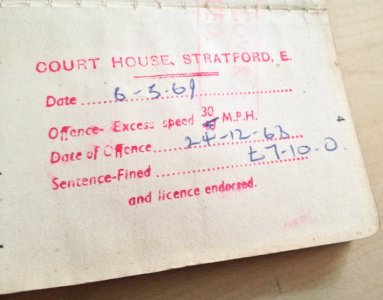 COURT HOUSE, STRATFORD, E.
Date ......6-5-69
Offence- Excess speed 30 M.P.H.
Date of Offence.....24-12-68
Sentence-Fined ..............£7-10-0.
and licence endorsed.